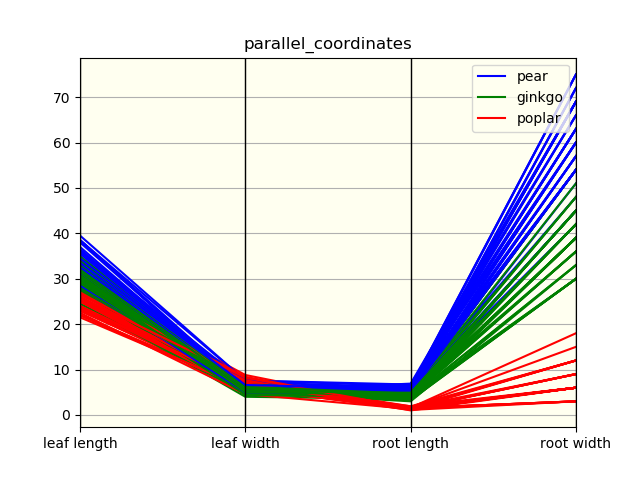 parallel_coordinates
pear
ginkgo
poplar
70
60
50
40
30
20
10
0
leaf length leaf width root length root width